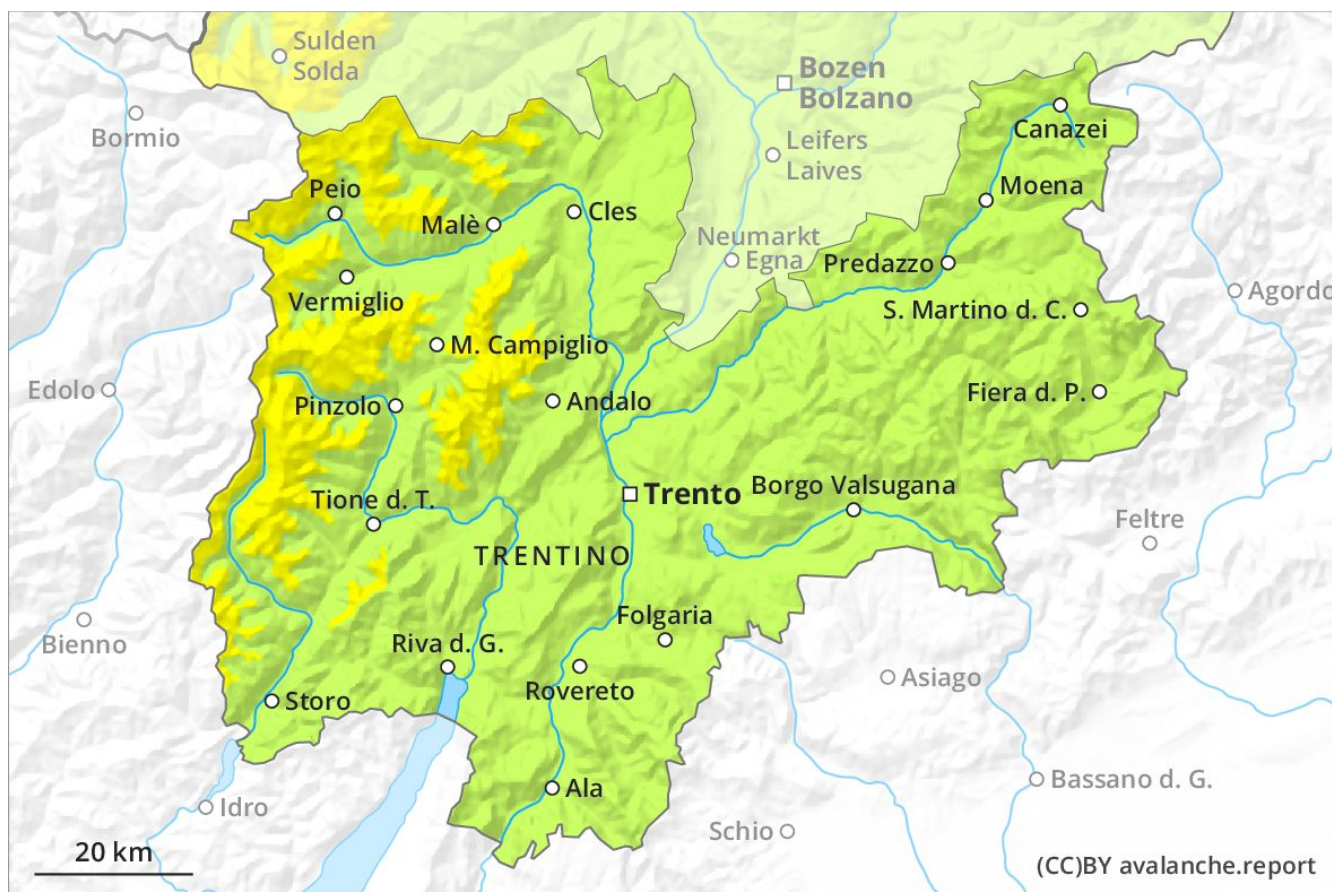 Sulden
Solda
Bozen
Bolzano
Bormio
Canazei
Leifers
Laives
Peio
Moena
Malè
Cles
Neumarkt
Egna
Predazzo
Vermiglio
Agordo
S. Martino d. C.
M. Campiglio
Edolo
Pinzolo
Andalo
Fiera d. P.
Tione d. T.
Trento
Borgo Valsugana
Feltre
TRENTINO
Folgaria
Bienno
Riva d. G.
Asiago
Rovereto
Storo
Bassano d. G.
Ala
Idro
Schio
20 km
(CC)BY avalanche.report